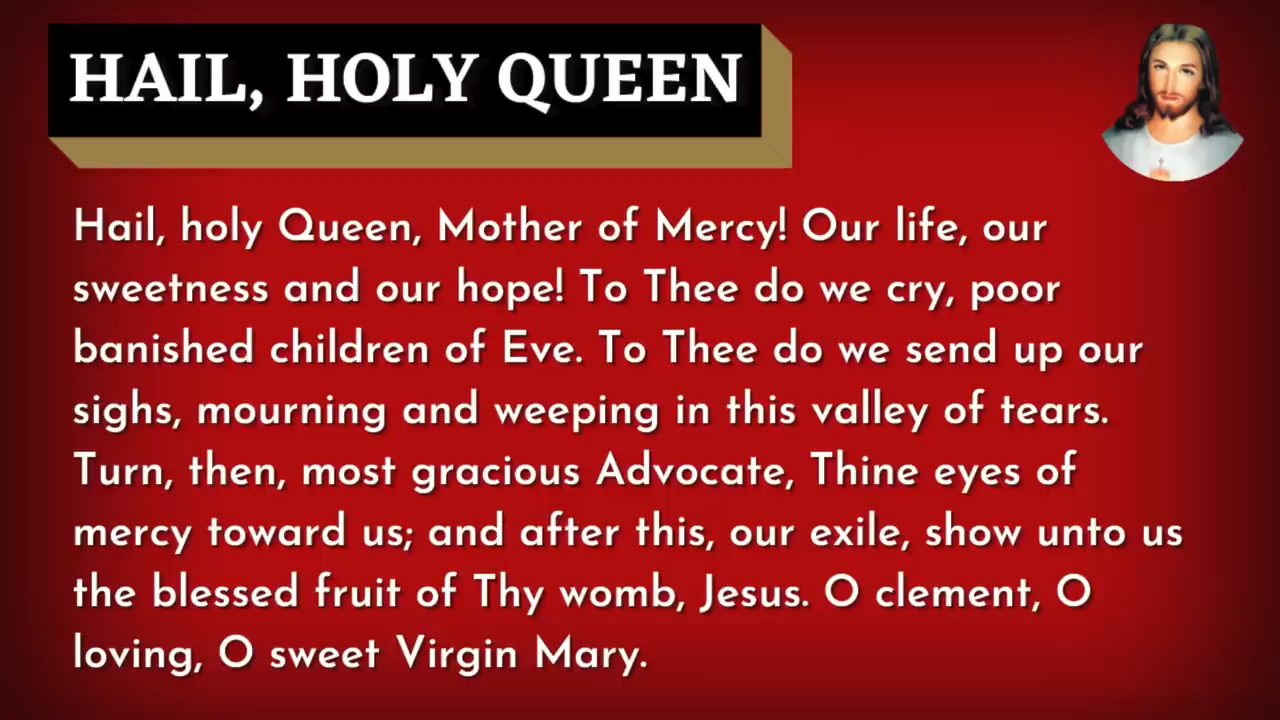 HAIL, HOLY QUEEN
Hail, holy Queen, Mother of Mercy! Our life, our
sweetness and our hope! To Thee do we cry, poor
banished children of Eve. To Thee do we send up our
sighs, mourning and weeping in this valley of tears.
Turn, then, most gracious Advocate, Thine eyes of
mercy toward us; and after this, our exile, show unto us
the blessed fruit of Thy womb, Jesus. O clement, O
loving, O sweet Virgin Mary.